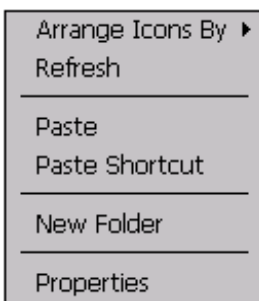 Arrange Icons By
Refresh
Paste
Paste Shortcut
New Folder
Properties